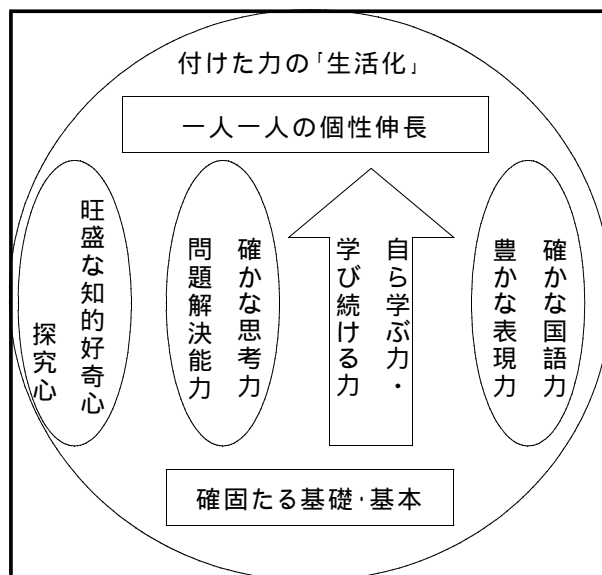 付けた力の「生活化」
一人一人の個性伸長
確かな国語力
豊かな表現力
自ら学ぶ力・
学び続ける力
確かな思考力
問題解決能力
旺盛な知的好奇心
探究心
確固たる基礎・基本